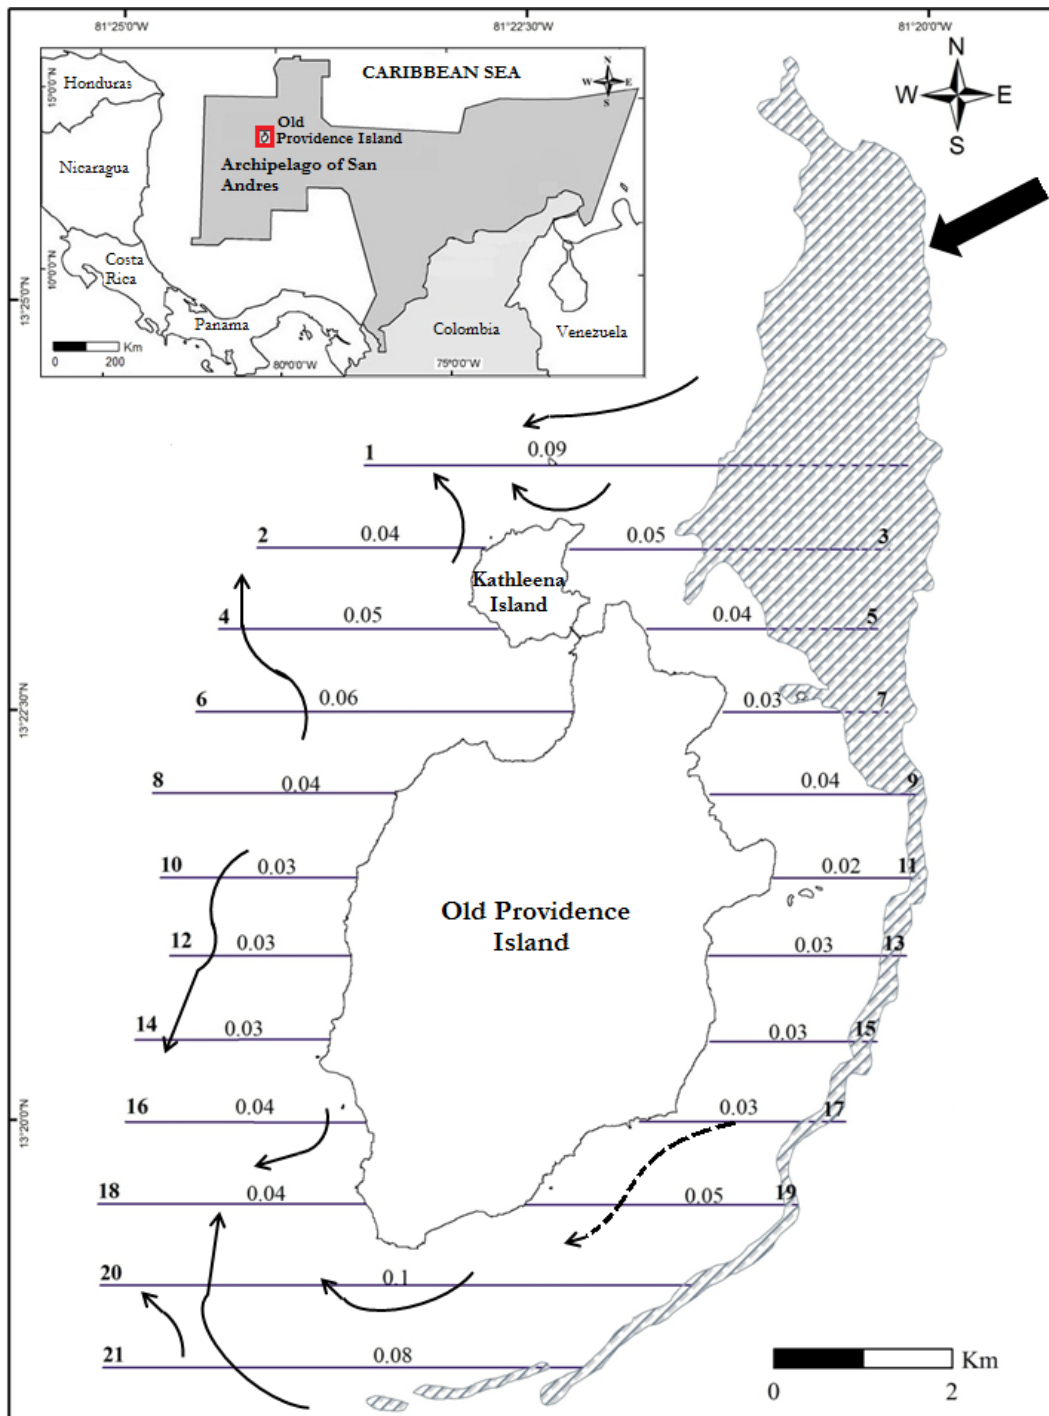 81°25'0"W
81°22'30"W
81°20'0"W
CARIBBEAN SEA
N
W E
S
Honduras
15°0'0"N
Old
Providence Island
Nicaragua
Archipelago of San
Andres
Costa
Rica
10°0'0"N
Panama
Colombia
Venezuela
Km
0 200
80°0'0"W
75°0'0"W
N
W E
S
13°25'0"N
1 0.09
2 0.04
0.05 3
Kathleena
Island
4 0.05
0.04 5
6 0.06
0.03 7
13°22'30"N
8 0.04
0.04 9
10 0.03
0.02 11
Old Providence
Island
12 0.03
0.03 13
14 0.03
0.03 15
16 0.04
0.03 17
13°20'0"N
18 0.04
0.05 19
20 0.1
21 0.08
Km
0 2